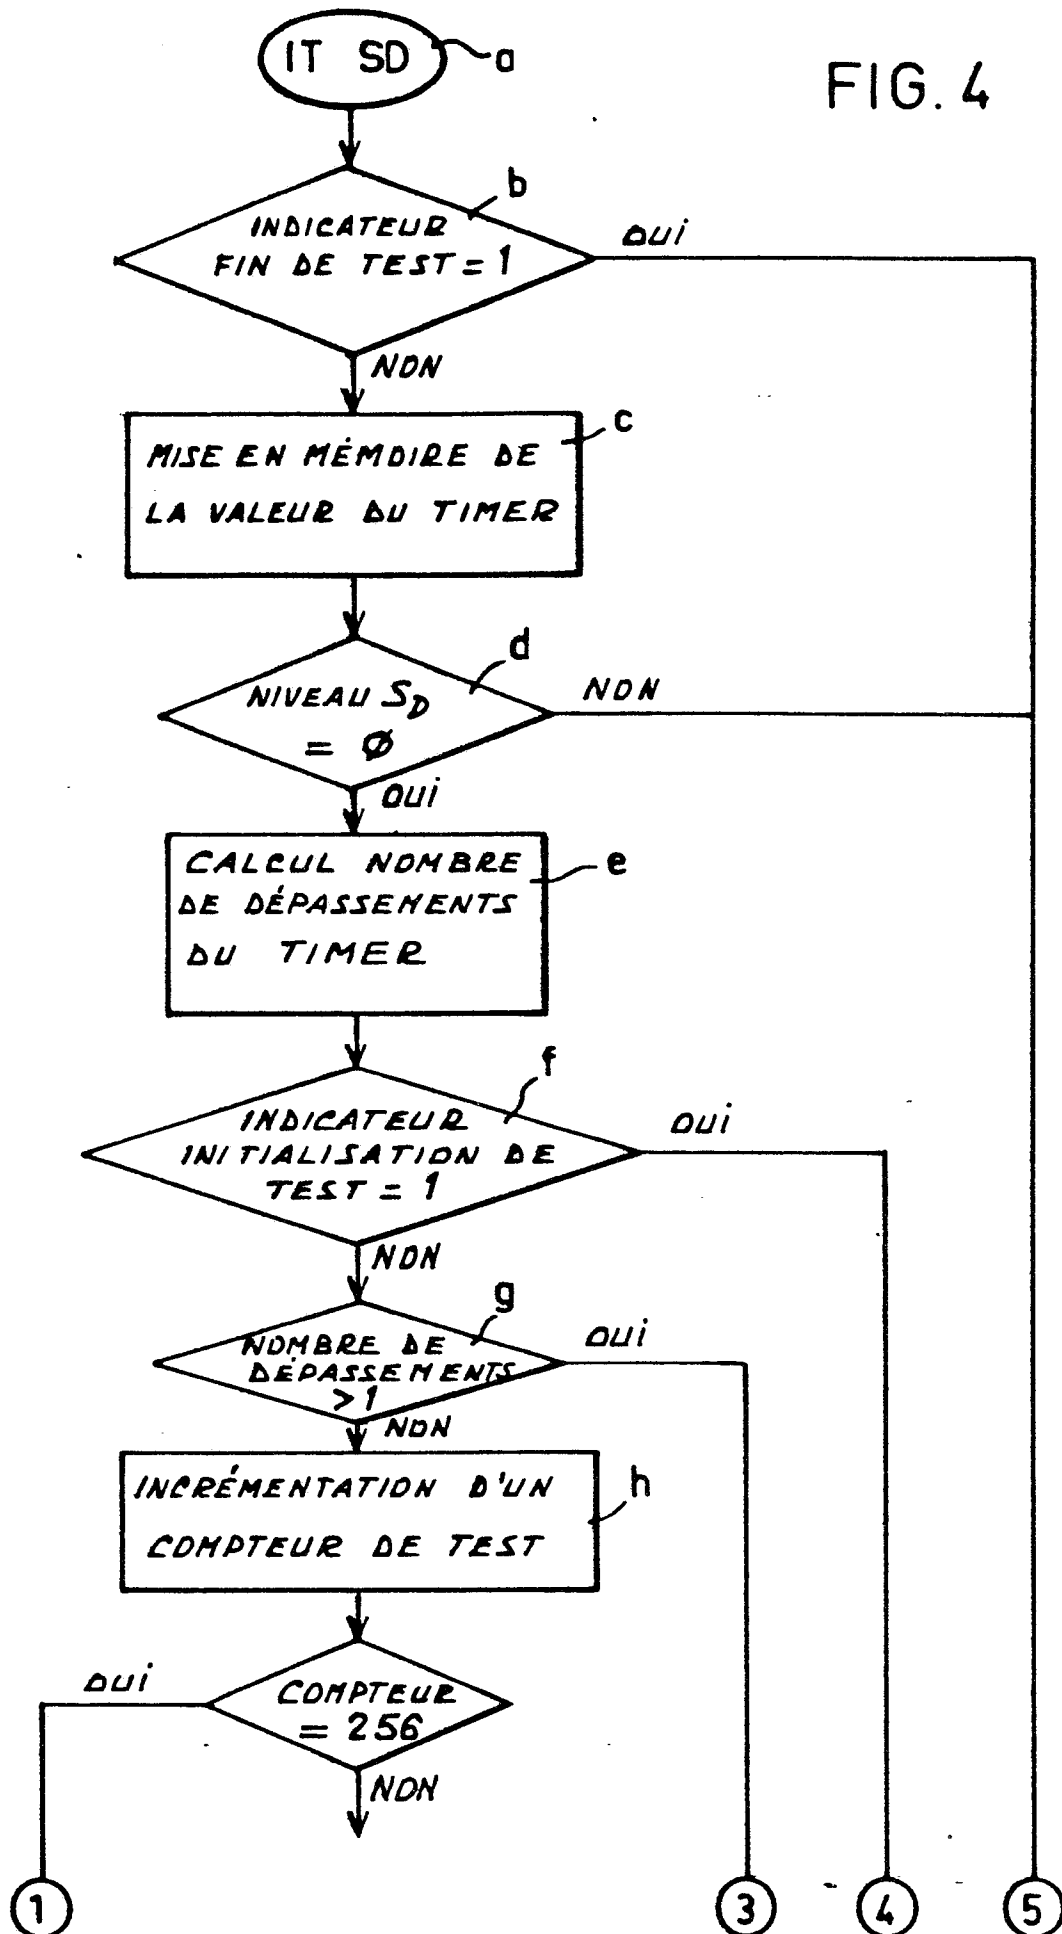 IT SD
a
FIG. 4
b
INDICATEUR
FIN DE TEST = 1
OUI
NON
c
MISE EN MÉMOIRE DE
LA VALEUR DU TIMER
d
NIVEAU SD
= Ø
NON
OUI
CALCUL NOMBRE
DE DÉPASSEMENTS
DU TIMER
e
f
INDICATEUR
INITIALISATION DE
TEST = 1
OUI
NON
g
NOMBRE DE
DÉPASSEMENTS
>1
OUI
NON
INCRÉMENTATION D'UN
COMPTEUR DE TEST
h
OUI
COMPTEUR
= 256
NON
1
3
4
5